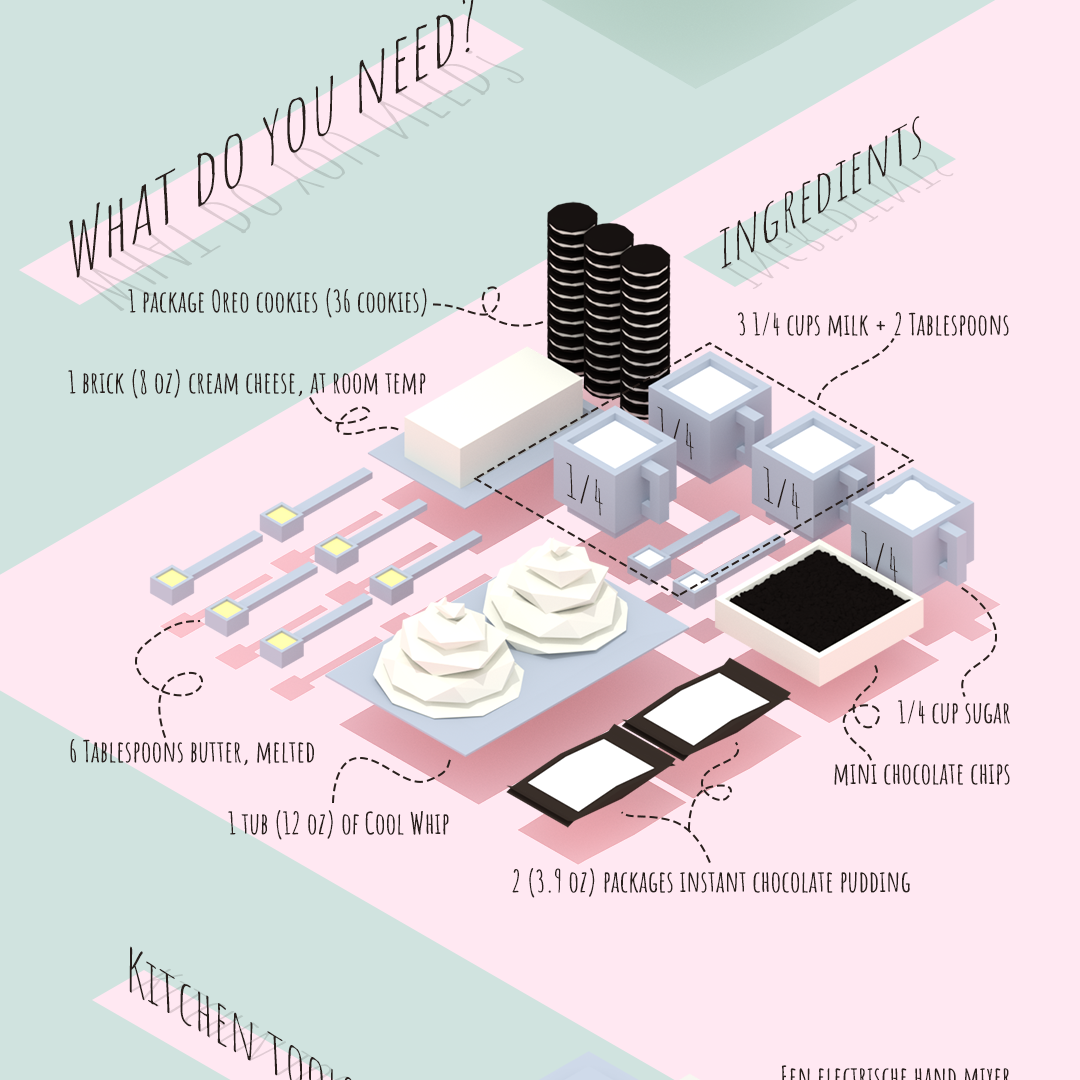 What do you need?
Ingredients
1 package Oreo cookies (36 cookies)
3 1/4 cups milk + 2 Tablespoons
1 brick (8 oz) cream cheese, at room temp
1/4
1/4
1/4
1/4
1/4 cup sugar
6 Tablespoons butter, melted
mini chocolate chips
1 tub (12 oz) of Cool Whip
2 (3.9 oz) packages instant chocolate pudding
Kitchen tools
Een electrische hand mixer